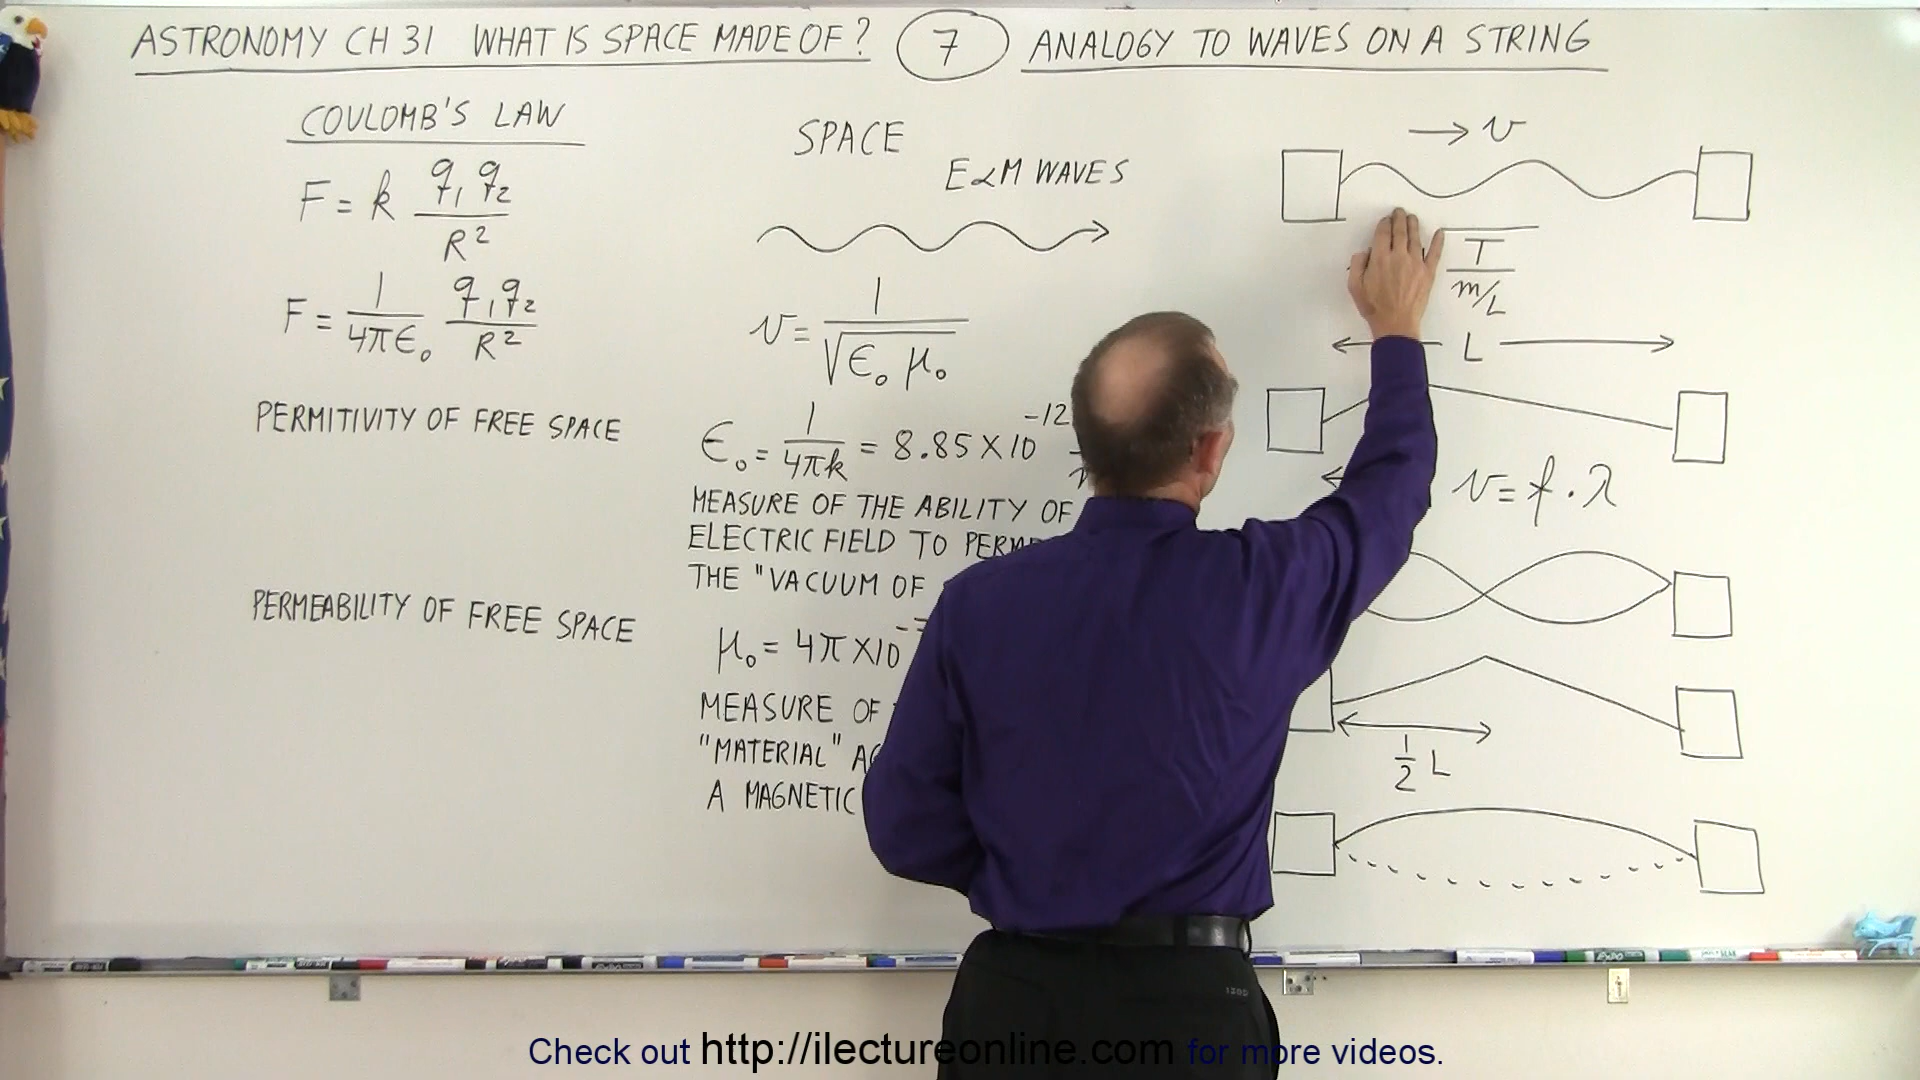 ASTRONOMY CH 31 WHAT IS SPACE MADE OF? 7 ANALOGY TO WAVES ON A STRING
COULOMB'S LAW
F = k q₁q₂ / R²
F = 1 / 4πϵ₀ q₁q₂ / R²
PERMITIVITY OF FREE SPACE
PERMEABILITY OF FREE SPACE
SPACE
E&M WAVES
v = 1 / √ϵ₀ μ₀
ϵ₀ = 1 / 4πk = 8.85 × 10⁻¹²
MEASURE OF THE ABILITY OF
ELECTRIC FIELD TO
THE "VACUUM OF
μ₀ = 4π × 10
MEASURE OF
"MATERIAL"
A MAGNETIC
→ v
T
m/L
L
v = f · λ
1/2 L
Check out http://ilectureonline.com for more videos.